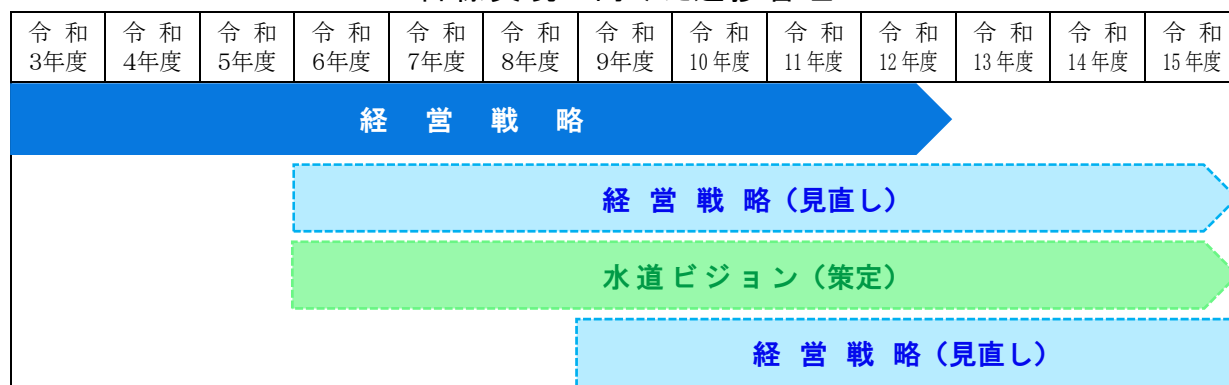 令和 令和 令和 令和 令和 令和 令和 令和 令和 令和 令和 令和 令和
3年度 4年度 5年度 6年度 7年度 8年度 9年度 10年度 11年度 12年度 13年度 14年度 15年度
経営戦略
経営戦略（見直し）
水道ビジョン（策定）
経営戦略（見直し）